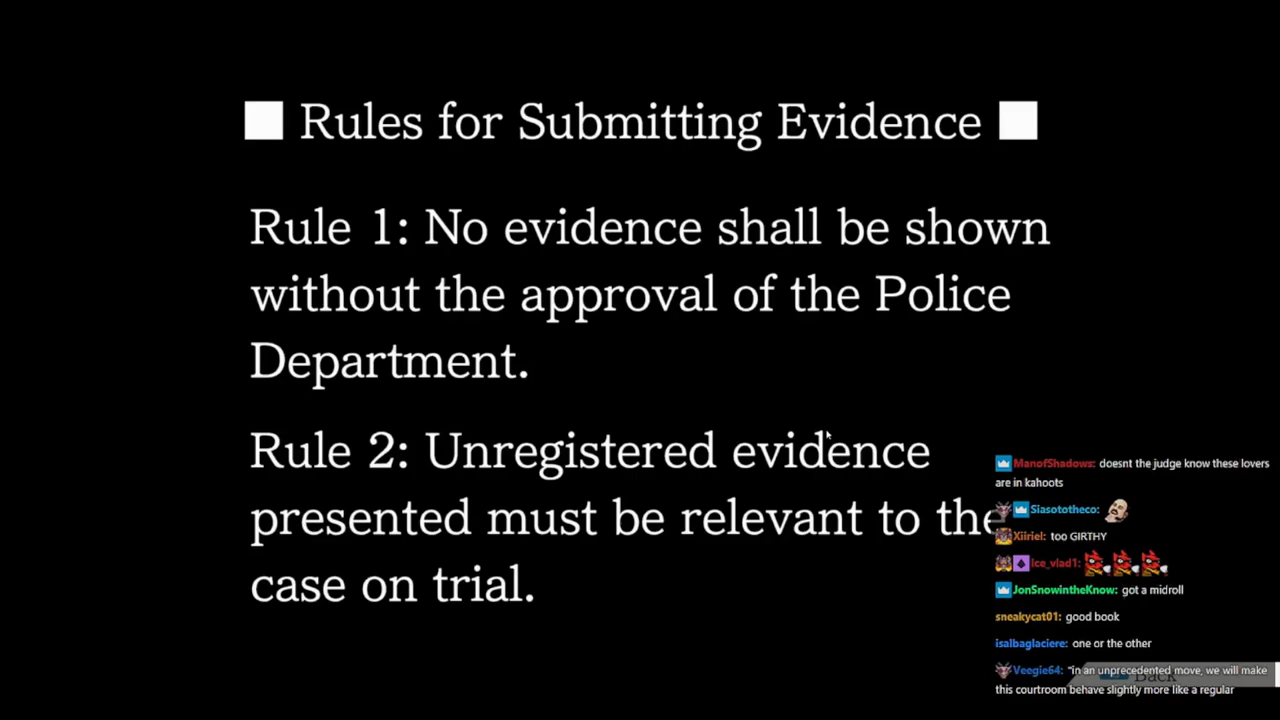 ■ Rules for Submitting Evidence ■
Rule 1: No evidence shall be shown
without the approval of the Police
Department.
Rule 2: Unregistered evidence
presented must be relevant to the
case on trial.
ManofShadows: doesnt the judge know these lovers
are in kahoots
Siasototheco:
Xiiriel: too GIRTHY
Ice_vlad1:
JonSnowintheKnow: got a midroll
sneakycat01: good book
isalbaglaciere: one or the other
Veegie64: "in an unprecedented move, we will make
this courtroom behave slightly more like a regular
Back